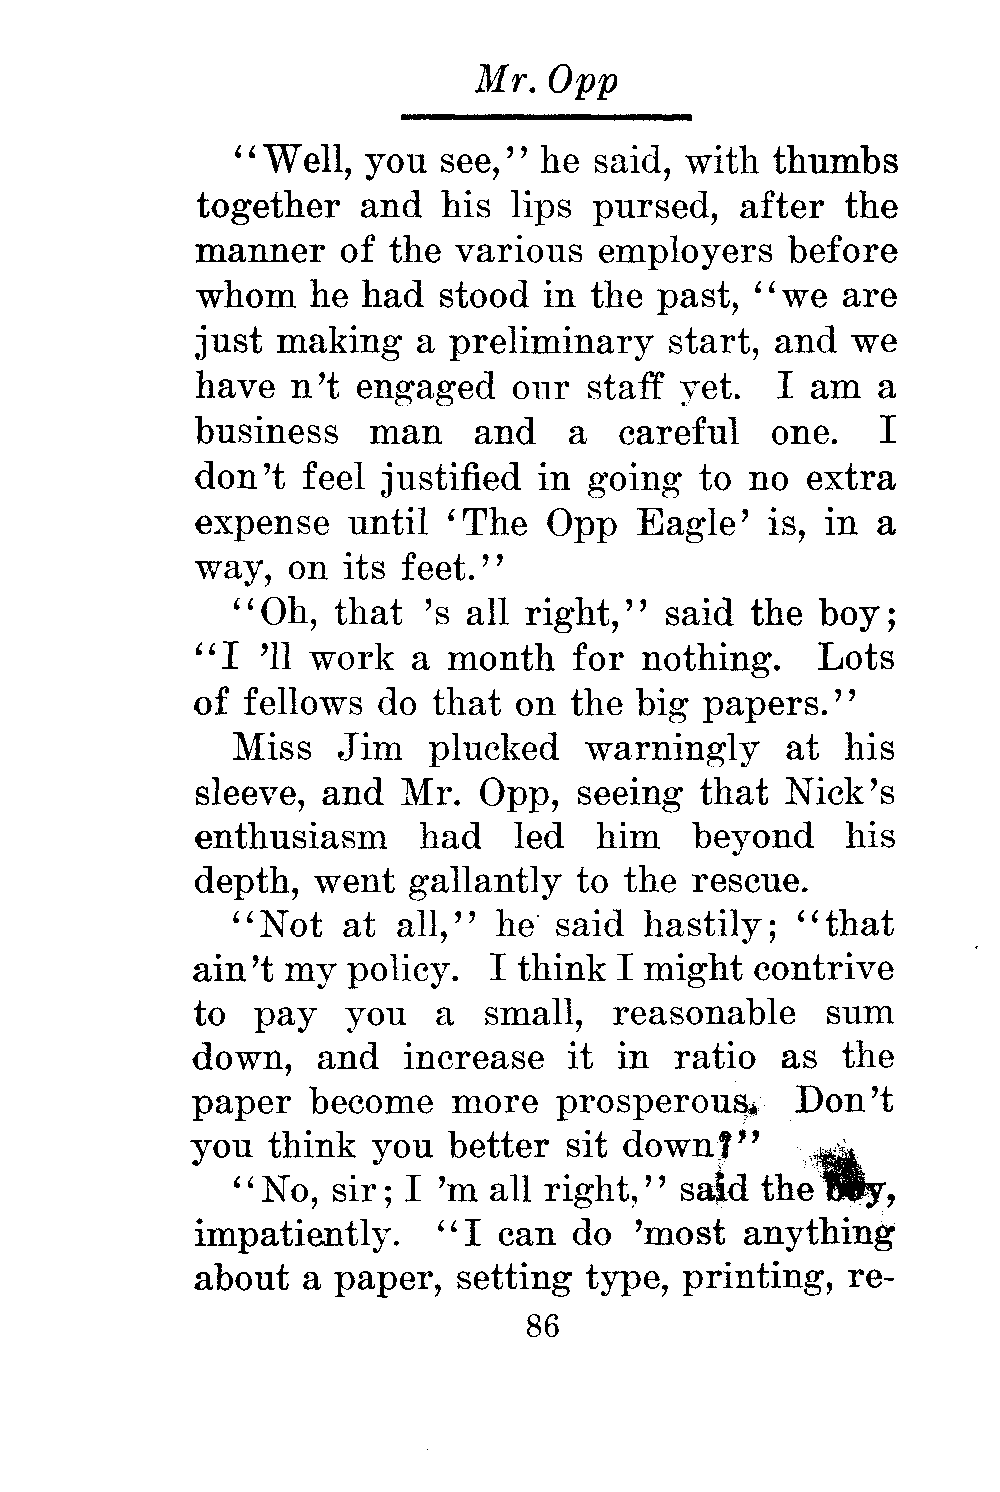 Mr. Opp
"Well, you see," he said, with thumbs
together and his lips pursed, after the
manner of the various employers before
whom he had stood in the past, "we are
just making a preliminary start, and we
have n't engaged our staff yet. I am a
business man and a careful one. I
don't feel justified in going to no extra
expense until 'The Opp Eagle' is, in a
way, on its feet."
"Oh, that 's all right," said the boy;
"I 'll work a month for nothing. Lots
of fellows do that on the big papers."
Miss Jim plucked warningly at his
sleeve, and Mr. Opp, seeing that Nick's
enthusiasm had led him beyond his
depth, went gallantly to the rescue.
"Not at all," he said hastily; "that
ain't my policy. I think I might contrive
to pay you a small, reasonable sum
down, and increase it in ratio as the
paper become more prosperous. Don't
you think you better sit down?"
"No, sir; I 'm all right," said the boy,
impatiently. "I can do 'most anything
about a paper, setting type, printing, re-
86